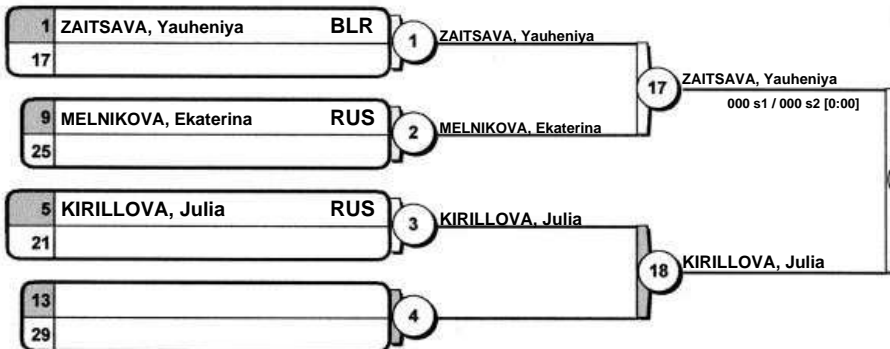 1 ZAITSAVA, Yauheniya BLR
17
1 ZAITSAVA, Yauheniya
9 MELNIKOVA, Ekaterina RUS
25
2 MELNIKOVA, Ekaterina
17 ZAITSAVA, Yauheniya
000 s1 / 000 s2 [0:00]
5 KIRILLOVA, Julia RUS
21
3 KIRILLOVA, Julia
13
29
4
18 KIRILLOVA, Julia